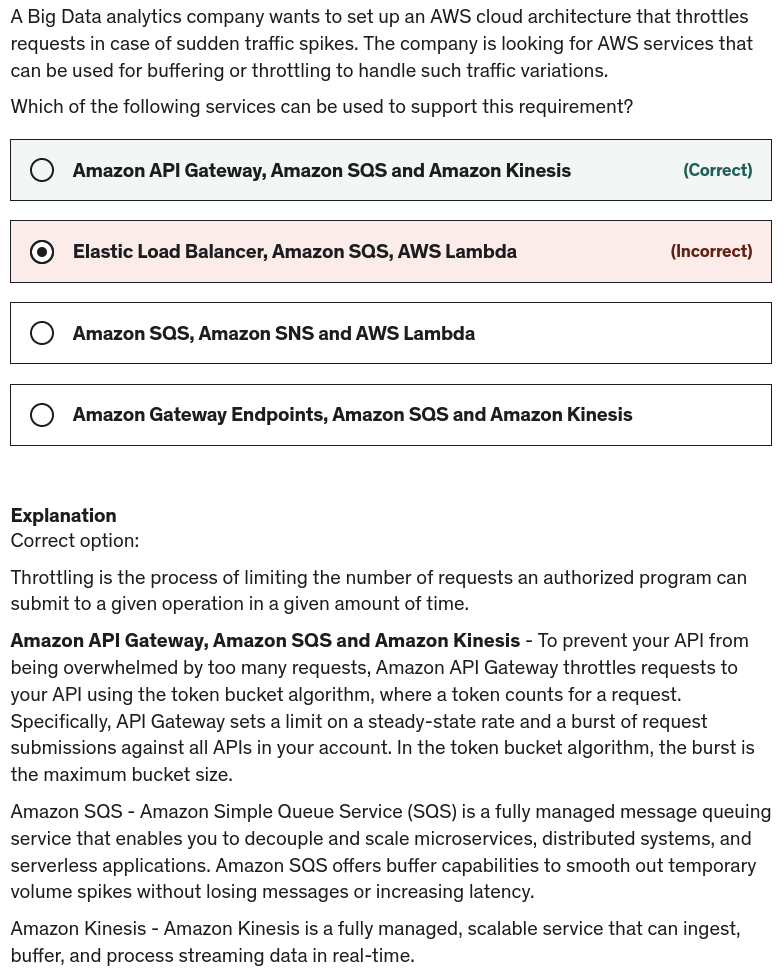 A Big Data analytics company wants to set up an AWS cloud architecture that throttles
requests in case of sudden traffic spikes. The company is looking for AWS services that
can be used for buffering or throttling to handle such traffic variations.
Which of the following services can be used to support this requirement?
Amazon API Gateway, Amazon SQS and Amazon Kinesis (Correct)
Elastic Load Balancer, Amazon SQS, AWS Lambda (Incorrect)
Amazon SQS, Amazon SNS and AWS Lambda
Amazon Gateway Endpoints, Amazon SQS and Amazon Kinesis
Explanation
Correct option:
Throttling is the process of limiting the number of requests an authorized program can
submit to a given operation in a given amount of time.
Amazon API Gateway, Amazon SQS and Amazon Kinesis - To prevent your API from
being overwhelmed by too many requests, Amazon API Gateway throttles requests to
your API using the token bucket algorithm, where a token counts for a request.
Specifically, API Gateway sets a limit on a steady-state rate and a burst of request
submissions against all APIs in your account. In the token bucket algorithm, the burst is
the maximum bucket size.
Amazon SQS - Amazon Simple Queue Service (SQS) is a fully managed message queuing
service that enables you to decouple and scale microservices, distributed systems, and
serverless applications. Amazon SQS offers buffer capabilities to smooth out temporary
volume spikes without losing messages or increasing latency.
Amazon Kinesis - Amazon Kinesis is a fully managed, scalable service that can ingest,
buffer, and process streaming data in real-time.